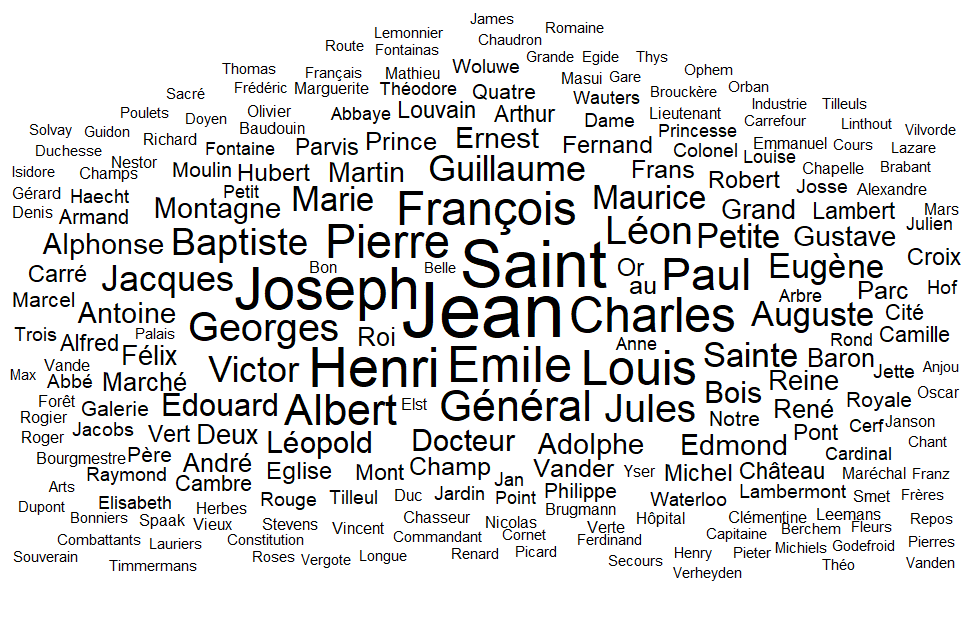 James
Lemonnier Romaine
Route Fontainas Chaudron
Grande Egide Thys
Thomas Français Mathieu Woluwe Masui Gare Ophem
Sacré Frédéric Marguerite Théodore Quatre Wauters Brouckère Orban
Poulets Doyen Olivier Abbaye Louvain Arthur Dame Lieutenant Industrie Tilleuls
Solvay Guidon Baudouin Princesse Carrefour Linthout Vilvorde
Duchesse Richard Fontaine Parvis Prince Ernest Fernand Colonel Louise Emmanuel Cours Lazare
Isidore Champs Nestor Moulin Hubert Martin Guillaume Frans Robert Josse Chapelle Brabant
Gérard Haecht Petit Marie Maurice Alexandre
Denis Armand Montagne François Grand Lambert Mars
Julien
Alphonse Baptiste Pierre Léon Petite Gustave
Carré Jacques Bon Belle Saint Or Paul Eugène Croix
Marcel Joseph au Arbre Parc Hof
Antoine Jean Charles Auguste Cité
Trois Alfred Palais Georges Roi Anne Rond Camille
Vande Félix Victor Henri Emile Louis Sainte Baron Jette Anjou
Max Abbé Marché Reine
Forêt Galerie Edouard Albert Elst Général Jules Bois René Royale Oscar
Rogier
Roger Jacobs Vert Deux Notre Pont Cerf Janson
Bourgmestre Père Léopold Docteur Adolphe Edmond Cardinal Chant
Raymond André Eglise Mont Champ Vander Yser Michel Château Maréchal Franz
Arts Cambre Jan
Dupont Elisabeth Herbes Rouge Tilleul Duc Jardin Point Philippe Waterloo Lambermont Smet Frères
Bonniers Spaak Vieux Stevens Vincent Chasseur Nicolas Brugmann Hôpital Clémentine Leemans Repos
Combattants Lauriers Constitution Commandant Cornet Verte Ferdinand Capitaine Berchem Fleurs Pierres
Souverain Timmermans Roses Vergote Longue Renard Picard Secours Henry Pieter Michiels Godefroid Vanden
Verheyden Théo